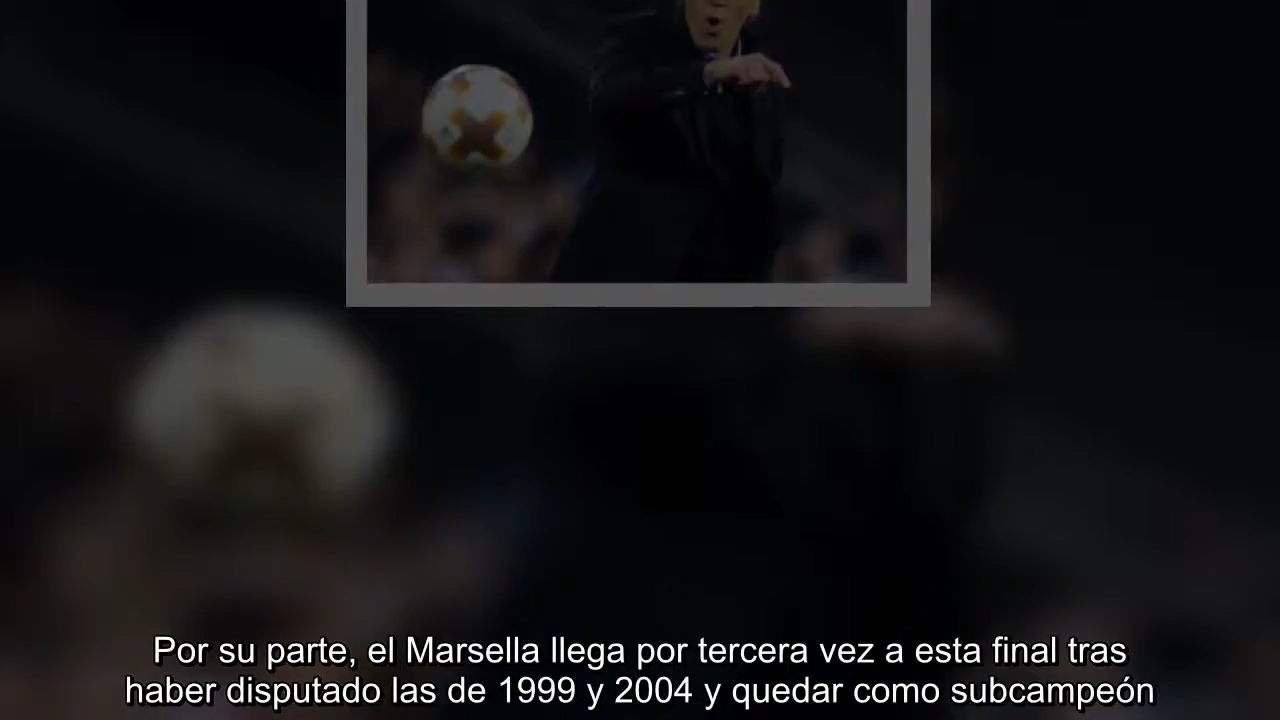 Por su parte, el Marsella llega por tercera vez a esta final tras
haber disputado las de 1999 y 2004 y quedar como subcampeón